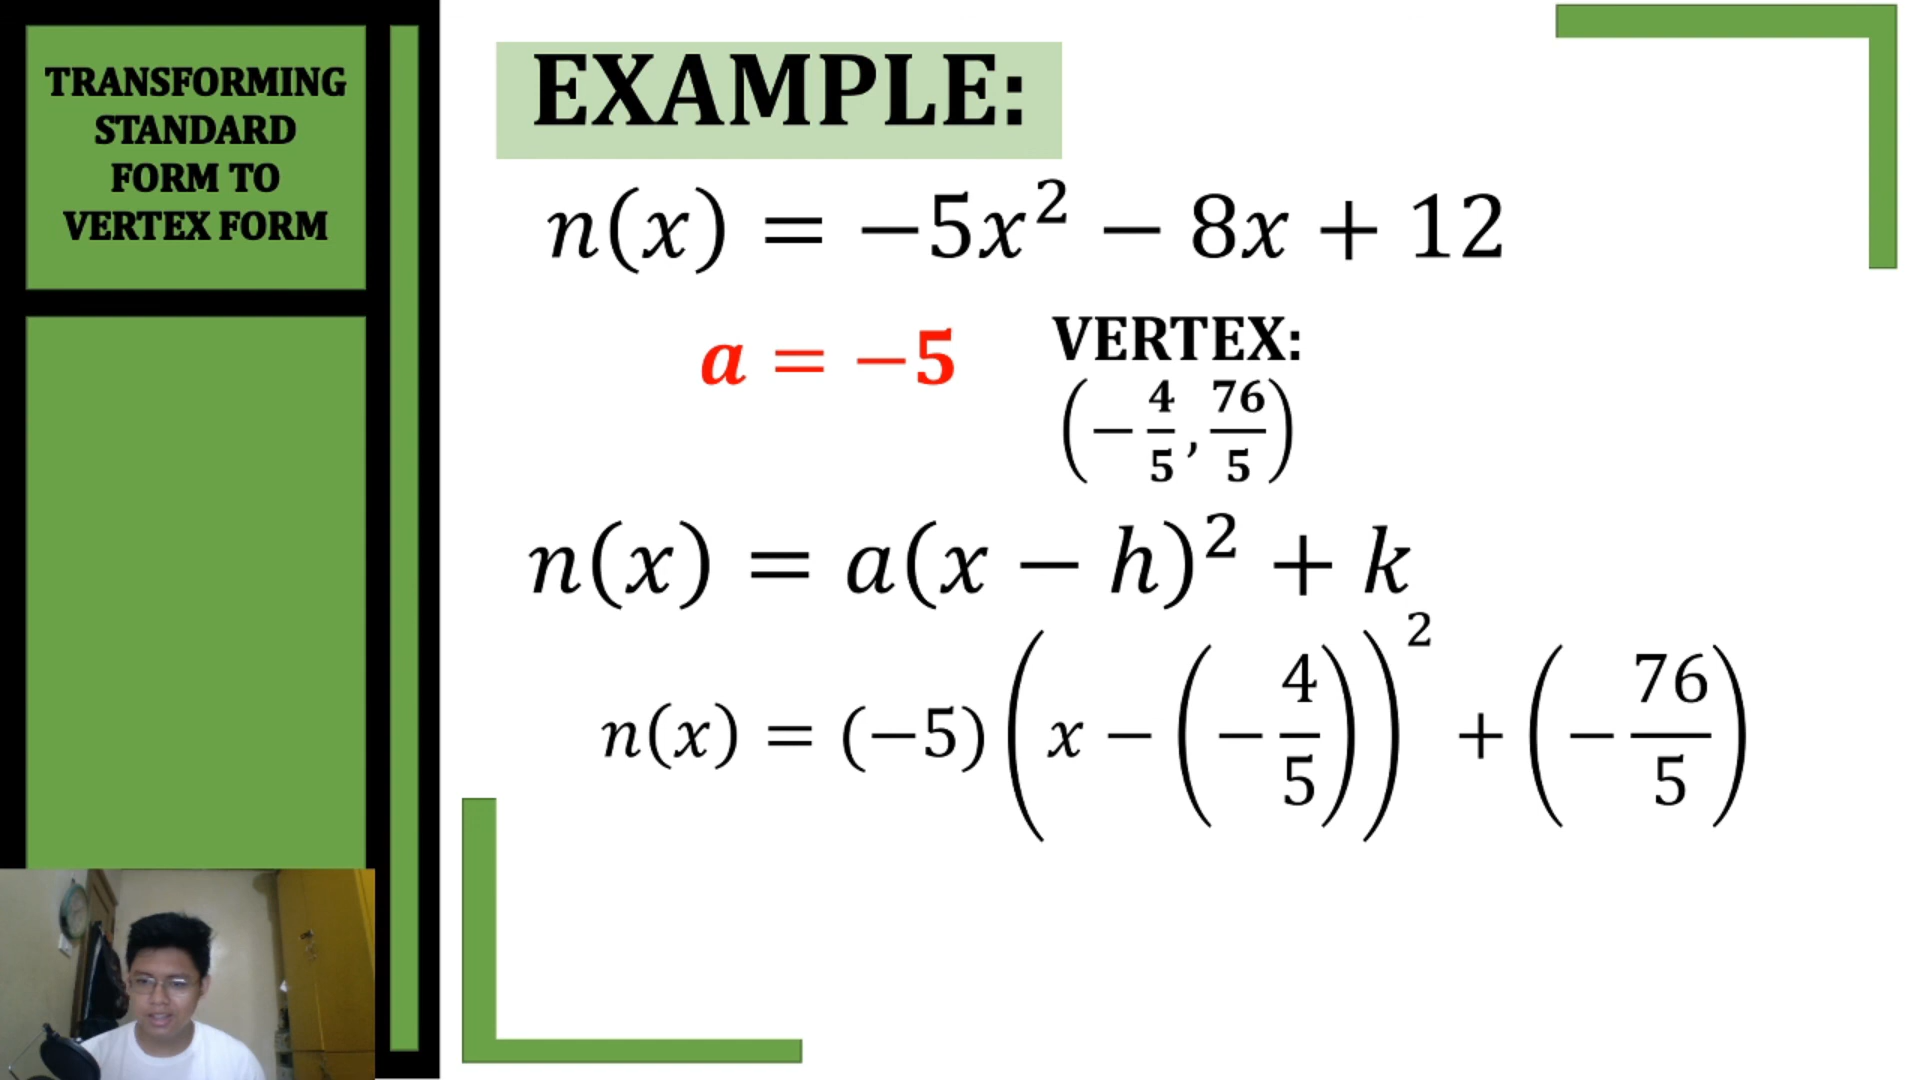 TRANSFORMING
STANDARD
FORM TO
VERTEX FORM
EXAMPLE:
n(x) = −5x² − 8x + 12
a = −5
VERTEX:
(−4/5, 76/5)
n(x) = a(x − h)² + k
n(x) = (−5)(x − (−4/5))² + (−76/5)